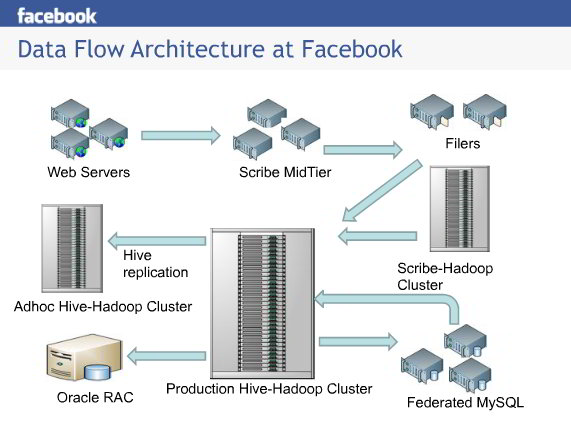 facebook
Data Flow Architecture at Facebook
Web Servers
Scribe MidTier
Filers
Hive
replication
Scribe-Hadoop
Cluster
Adhoc Hive-Hadoop Cluster
Production Hive-Hadoop Cluster
Oracle RAC
Federated MySQL